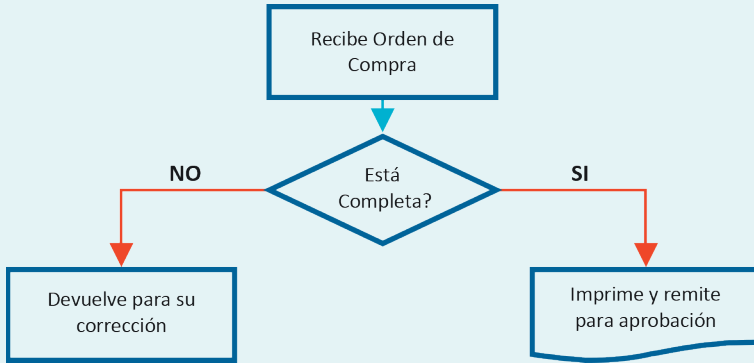 Recibe Orden de
Compra
Está
Completa?
NO
SI
Devuelve para su
corrección
Imprime y remite
para aprobación